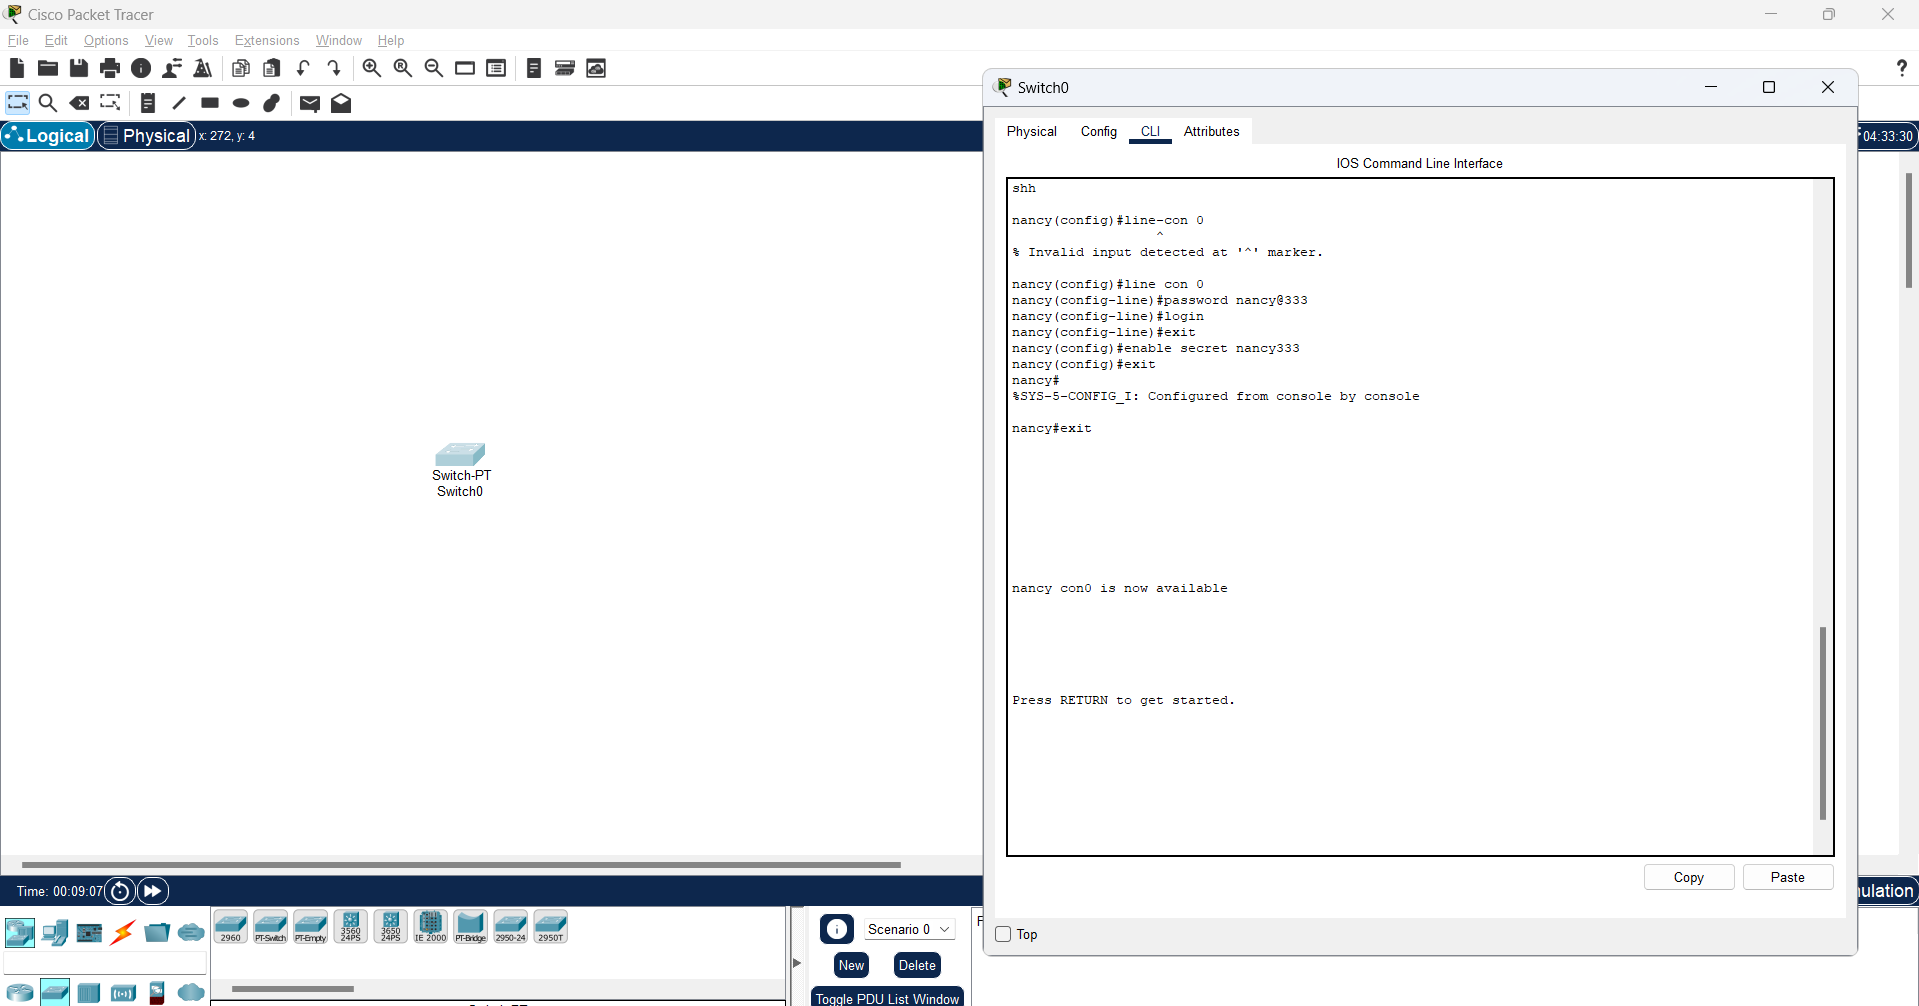 Cisco Packet Tracer
File Edit Options View Tools Extensions Window Help
?
Logical Physical x: 272, y: 4
04:33:30
Switch0
Physical Config CLI Attributes
IOS Command Line Interface
shh
nancy(config)#line-con 0
^
% Invalid input detected at '^' marker.
nancy(config)#line con 0
nancy(config-line)#password nancy@333
nancy(config-line)#login
nancy(config-line)#exit
nancy(config)#enable secret nancy333
nancy(config)#exit
nancy#
%SYS-5-CONFIG_I: Configured from console by console
nancy#exit
nancy con0 is now available
Press RETURN to get started.
Copy Paste
Top
Switch-PT
Switch0
Time: 00:09:07
ulation
2960 PT-Switch PT-Empty 3560 24PS 3650 24PS IE 2000 PT-Bridge 2950-24 2950T
Scenario 0
New Delete
Toggle PDU List Window